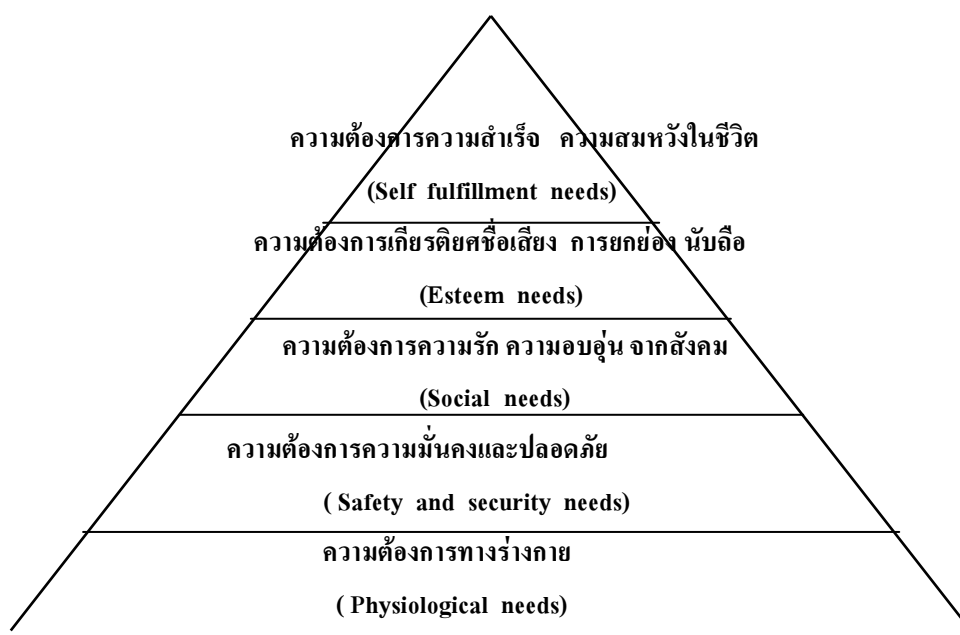 ความต้องการความสำเร็จ ความสมหวังในชีวิต
(Self fulfillment needs)
ความต้องการเกียรติยศชื่อเสียง การยกย่อง นับถือ
(Esteem needs)
ความต้องการความรัก ความอบอุ่น จากสังคม
(Social needs)
ความต้องการความมั่นคงและปลอดภัย
( Safety and security needs)
ความต้องการทางร่างกาย
( Physiological needs)